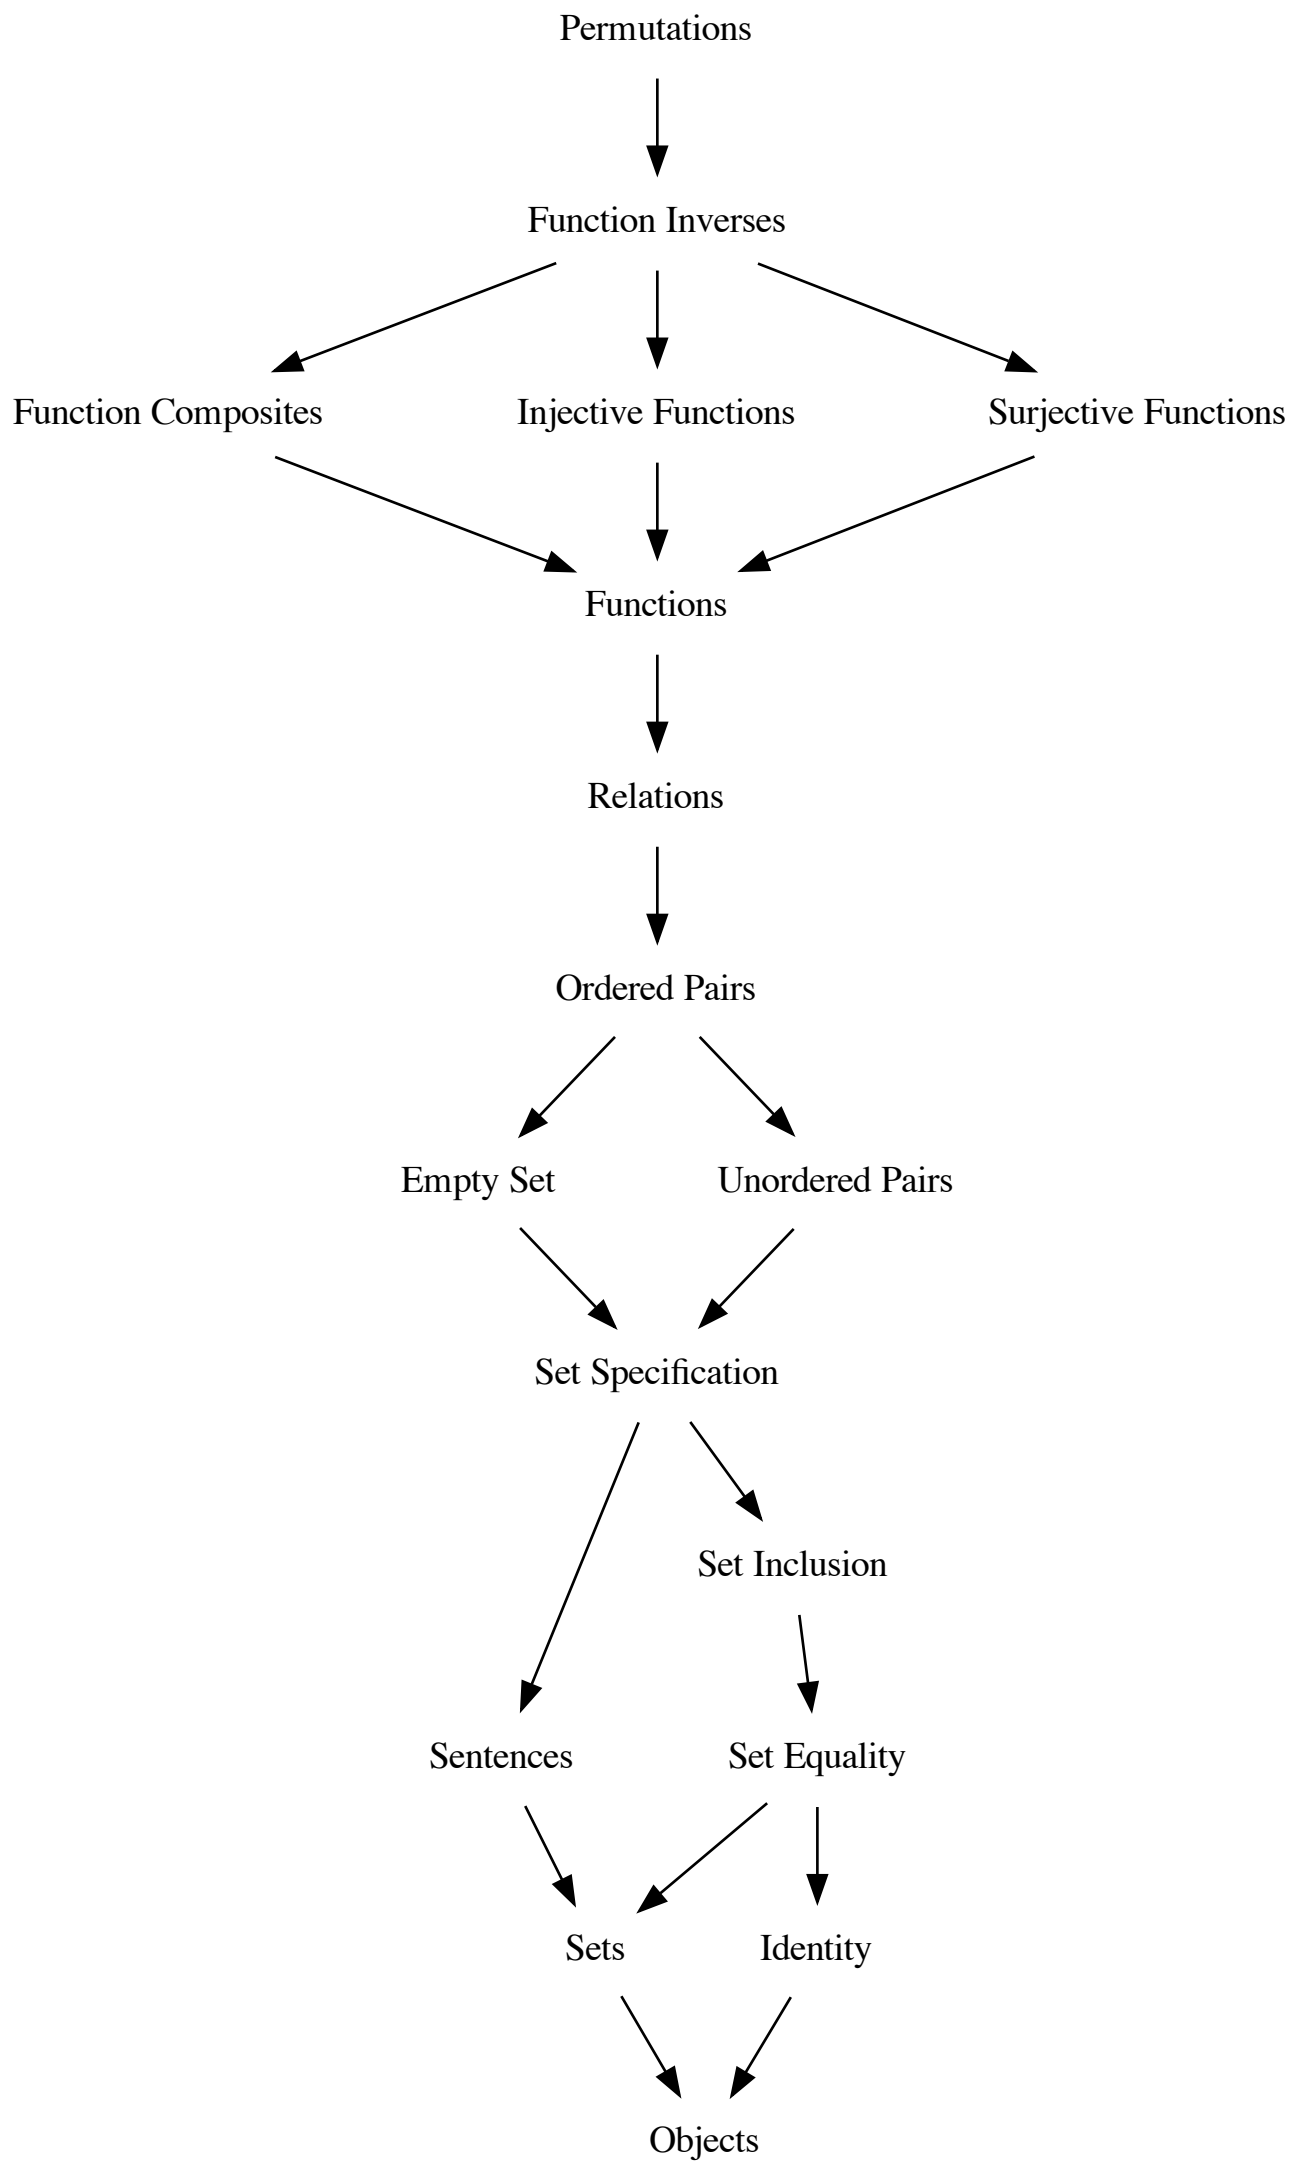 Permutations
Function Inverses
Function Composites
Injective Functions
Surjective Functions
Functions
Relations
Ordered Pairs
Empty Set
Unordered Pairs
Set Specification
Set Inclusion
Sentences
Set Equality
Sets
Identity
Objects